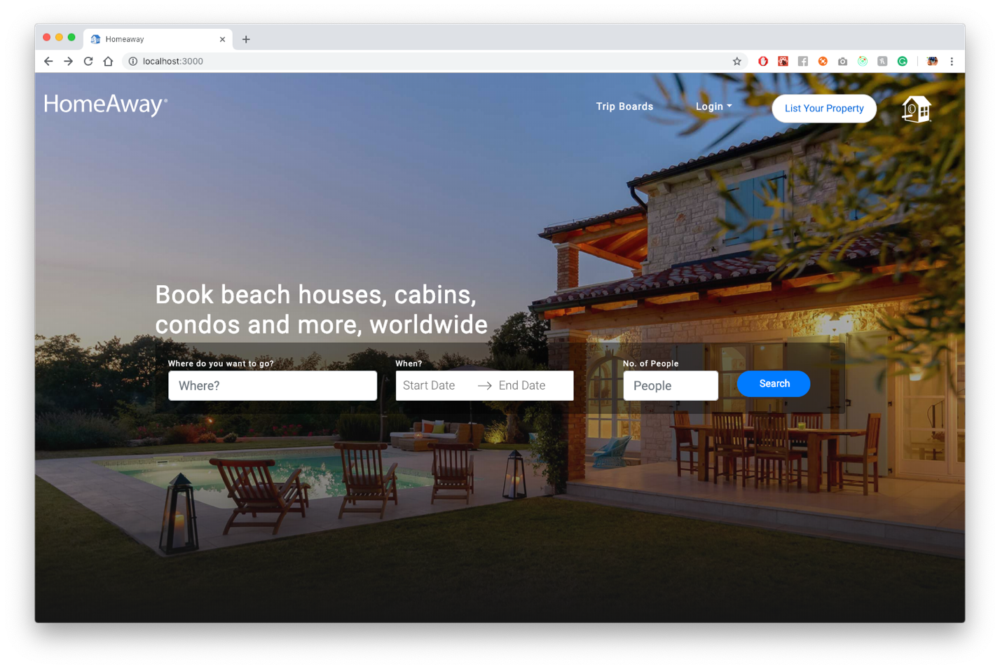 Homeaway
localhost:3000
HomeAway®
Trip Boards
Login
List Your Property
Book beach houses, cabins,
condos and more, worldwide
Where do you want to go?
When?
No. of People
Where?
Start Date
End Date
People
Search